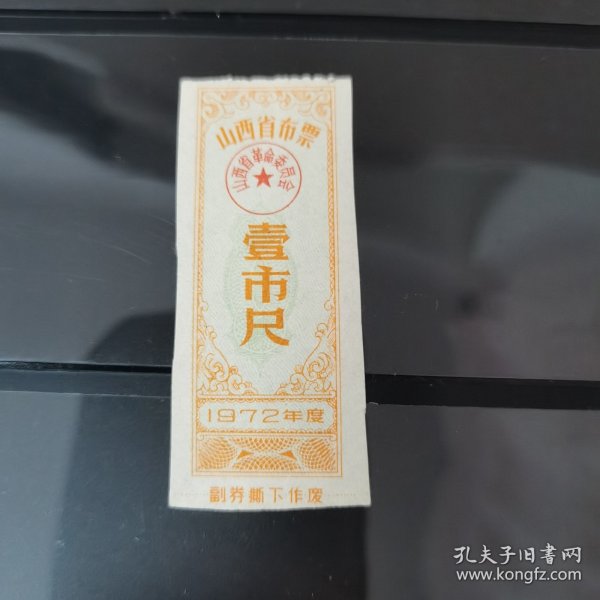 山西省布票
山西省革命委员会
壹市尺
1972年度
副券撕下作废
孔夫子旧书网
www.kongfz.com